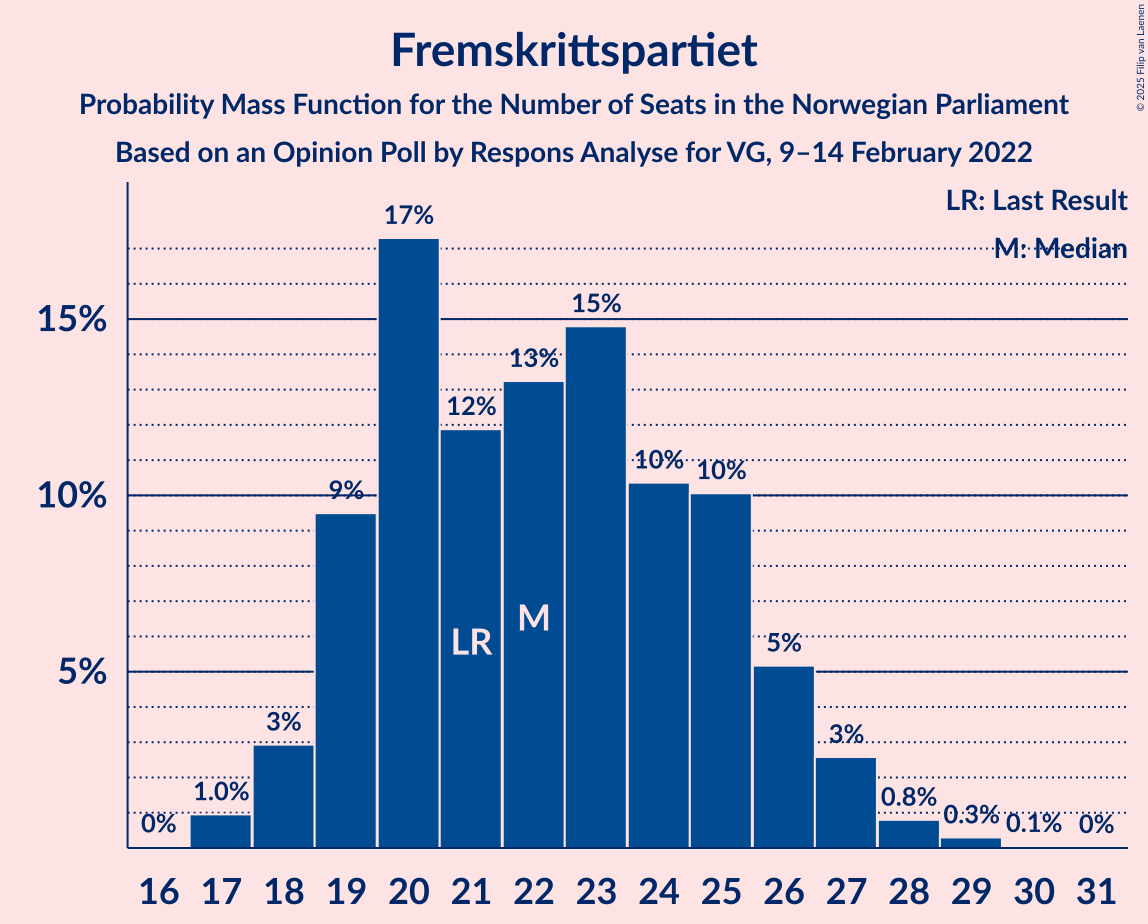 Fremskrittspartiet
Probability Mass Function for the Number of Seats in the Norwegian Parliament
Based on an Opinion Poll by Respons Analyse for VG, 9–14 February 2022
© 2025 Filip van Laenen
LR: Last Result
M: Median
15%
10%
5%
0%
1.0%
3%
9%
17%
12%
13%
15%
10%
10%
5%
3%
0.8%
0.3%
0.1%
0%
LR
M
16 17 18 19 20 21 22 23 24 25 26 27 28 29 30 31